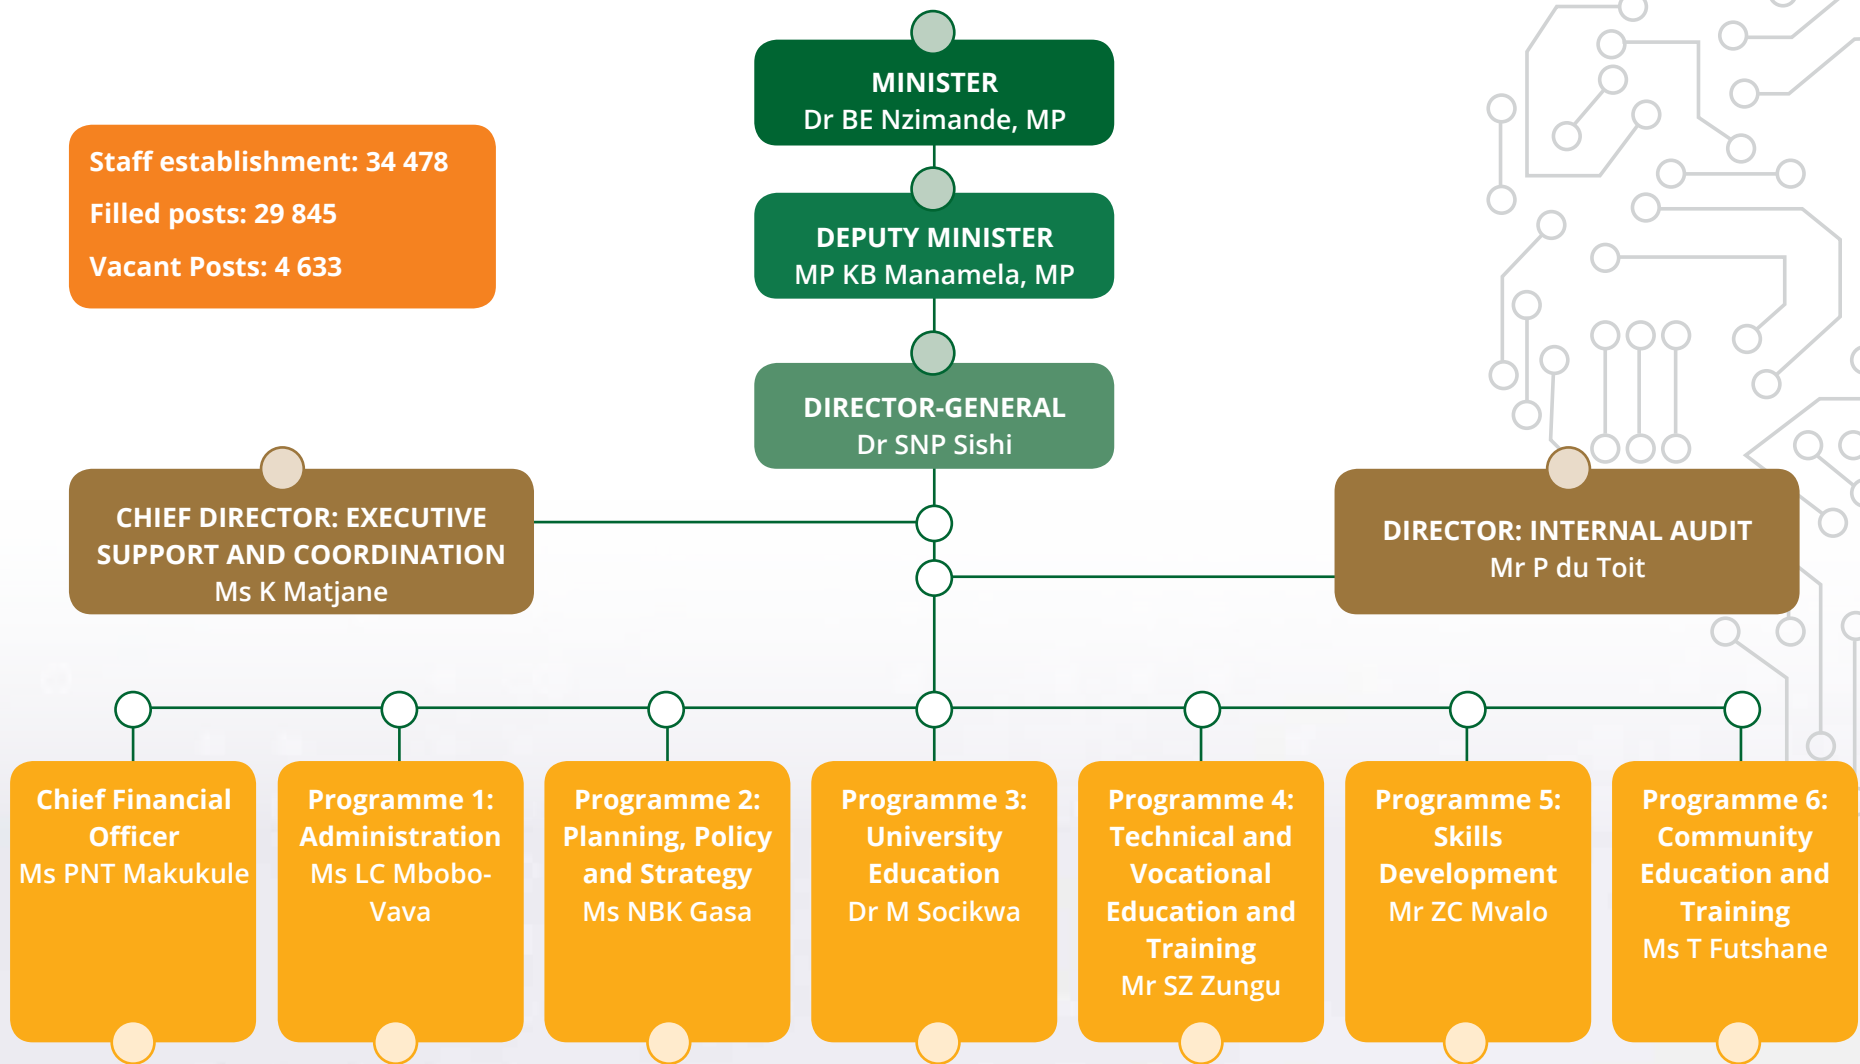 MINISTER
Dr BE Nzimande, MP
Staff establishment: 34 478
Filled posts: 29 845
Vacant Posts: 4 633
DEPUTY MINISTER
MP KB Manamela, MP
DIRECTOR-GENERAL
Dr SNP Sishi
CHIEF DIRECTOR: EXECUTIVE
SUPPORT AND COORDINATION
Ms K Matjane
DIRECTOR: INTERNAL AUDIT
Mr P du Toit
Chief Financial
Officer
Ms PNT Makukule
Programme 1:
Administration
Ms LC Mbobo-
Vava
Programme 2:
Planning, Policy
and Strategy
Ms NBK Gasa
Programme 3:
University
Education
Dr M Socikwa
Programme 4:
Technical and
Vocational
Education and
Training
Mr SZ Zungu
Programme 5:
Skills
Development
Mr ZC Mvalo
Programme 6:
Community
Education and
Training
Ms T Futshane